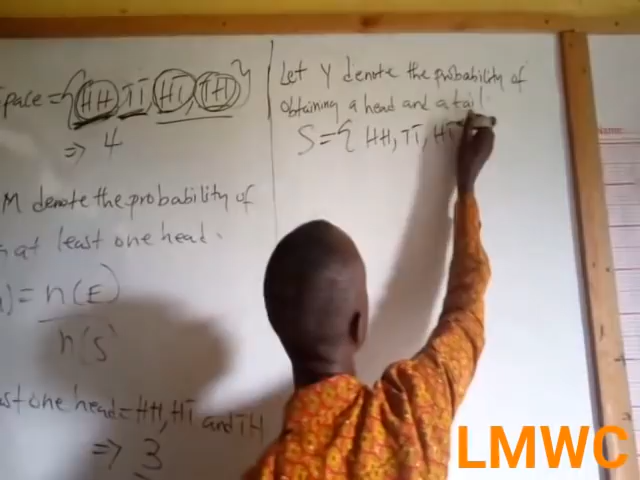 pace = { HH, TT, HT, TH }
=> 4
M denote the probability of
at least one head.
) = n(E)
n(S
st one head = HH, HT and TH
=> 3
Let Y denote the probability of
obtaining a head and a tail.
S = { HH, TT, HT
LMWC